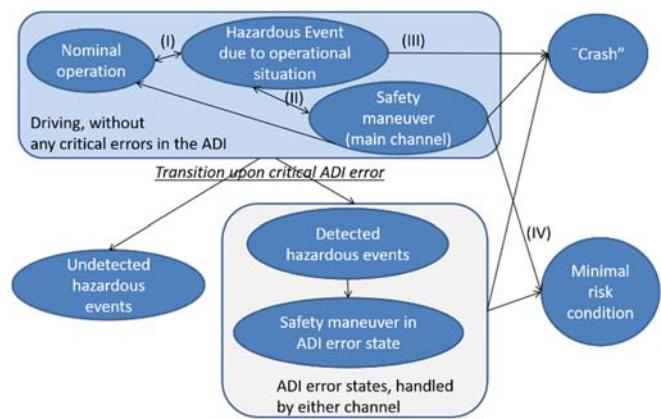 Nominal
operation
(I)
Hazardous Event
due to operational
situation
(III)
¨Crash”
(II)
Safety
maneuver
(main channel)
Driving, without
any critical errors in the ADI
Transition upon critical ADI error
Detected
hazardous events
(IV)
Undetected
hazardous
events
Minimal
risk
condition
Safety maneuver in
ADI error state
ADI error states, handled
by either channel